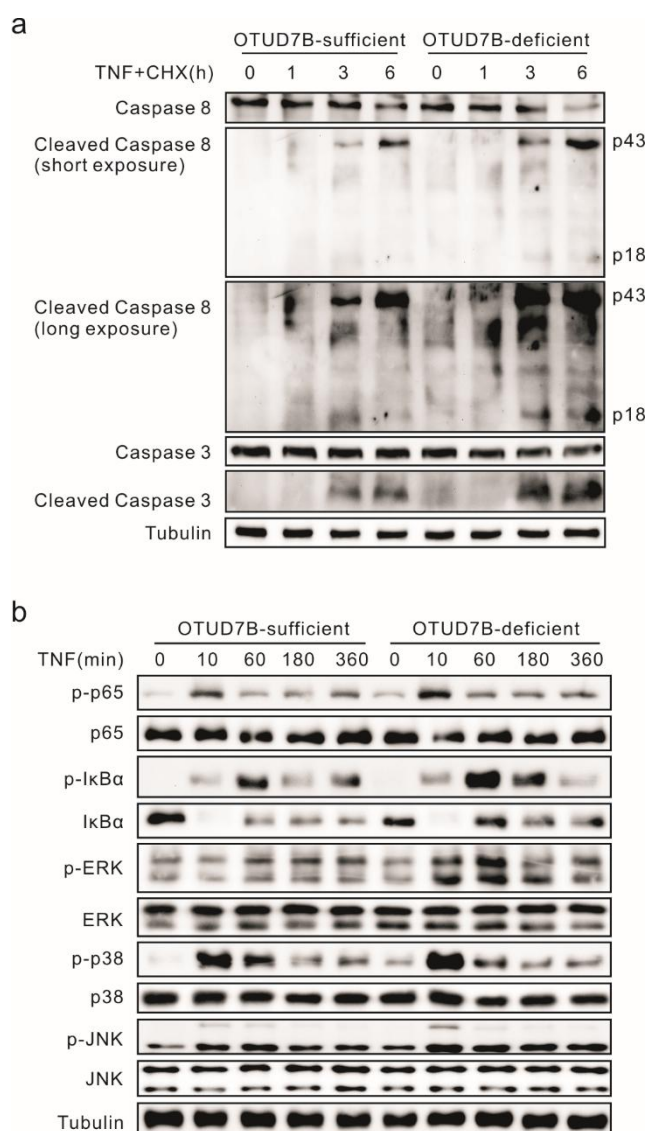 a
OTUD7B-sufficient OTUD7B-deficient
TNF+CHX(h) 0 1 3 6 0 1 3 6
Caspase 8
Cleaved Caspase 8 p43
(short exposure)
p18
Cleaved Caspase 8 p43
(long exposure)
p18
Caspase 3
Cleaved Caspase 3
Tubulin
b
OTUD7B-sufficient OTUD7B-deficient
TNF(min) 0 10 60 180 360 0 10 60 180 360
p-p65
p65
p-IκBα
IκBα
p-ERK
ERK
p-p38
p38
p-JNK
JNK
Tubulin